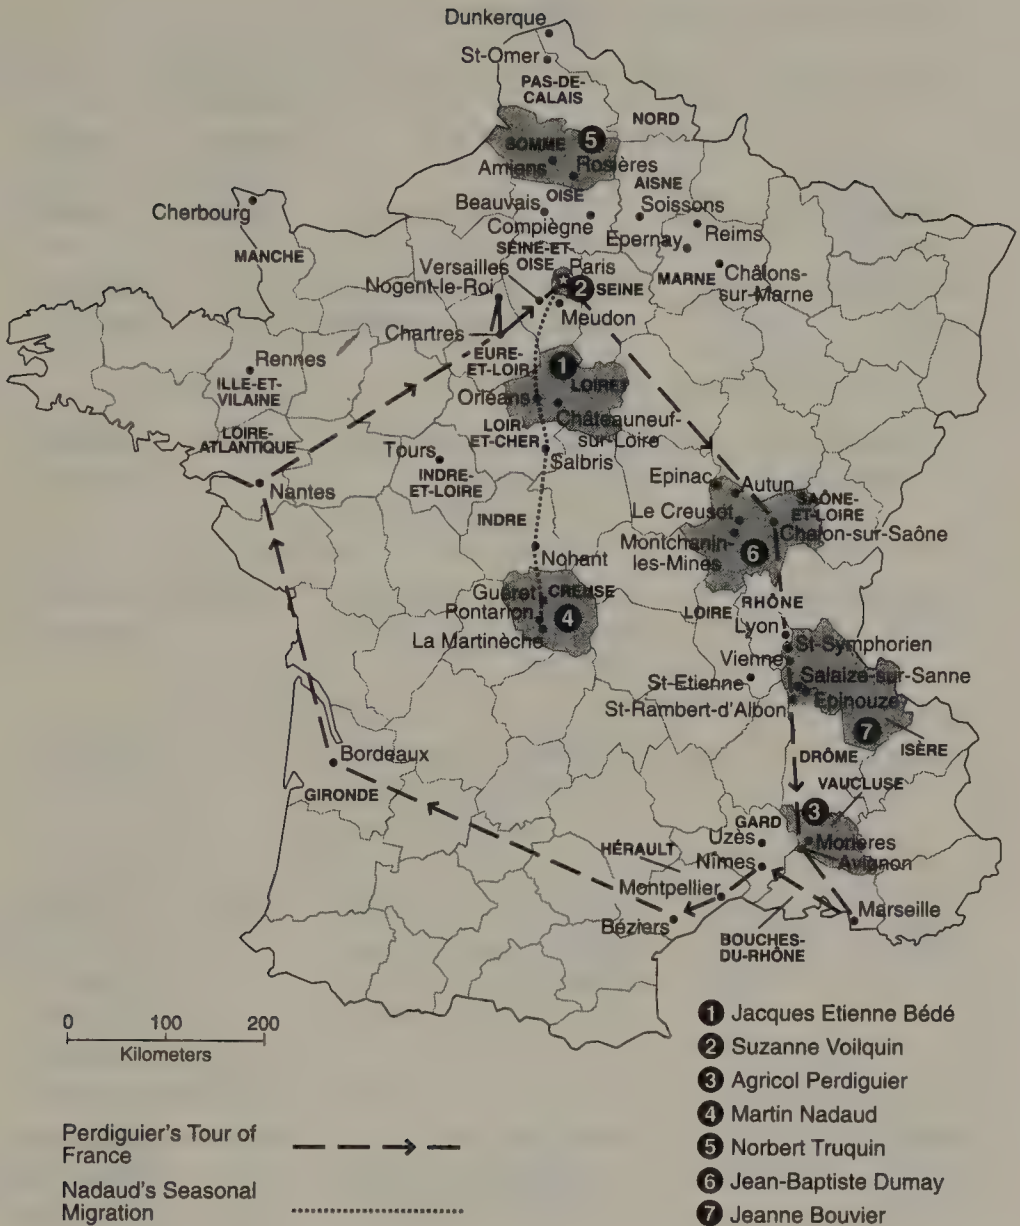 Dunkerque
St-Omer
PAS-DE-
CALAIS
NORD
SOMME
5
Amiens
Rosières
AISNE
OISE
Beauvais
Soissons
Compiègne
Reims
Epernay
Cherbourg
MANCHE
SEINE-ET
OISE
Paris
Versailles
2
SEINE
MARNE
Châlons-
sur-Marne
Nogent-le-Roi
Meudon
Chartres
EURE-
ET-LOIR
1
LOIRET
Rennes
ILLE-ET-
VILAINE
Orléans
Châteauneuf-
sur-Loire
LOIR-
ET-CHER
LOIRE-
ATLANTIQUE
Tours
INDRE-
ET-LOIRE
Salbris
Nantes
Epinac
Autun
SAÔNE-
ET-LOIRE
Le Creusot
Chalon-sur-Saône
Montchanin-
les-Mines
6
INDRE
Nohant
Guéret
CREUSE
Pontarion
4
La Martinèche
LOIRE
RHÔNE
Lyon
St-Symphorien
Vienne
Salaize-sur-Sanne
St-Etienne
Epinouze
St-Rambert-d'Albon
7
ISÈRE
DRÔME
VAUCLUSE
Bordeaux
GIRONDE
3
GARD
Uzès
Morières
Avignon
HÉRAULT
Nîmes
Montpellier
Marseille
Béziers
BOUCHES-
DU-RHÔNE
0 100 200
Kilometers
1 Jacques Etienne Bédé
2 Suzanne Voilquin
3 Agricol Perdiguier
4 Martin Nadaud
5 Norbert Truquin
6 Jean-Baptiste Dumay
7 Jeanne Bouvier
Perdiguier's Tour of
France
Nadaud's Seasonal
Migration